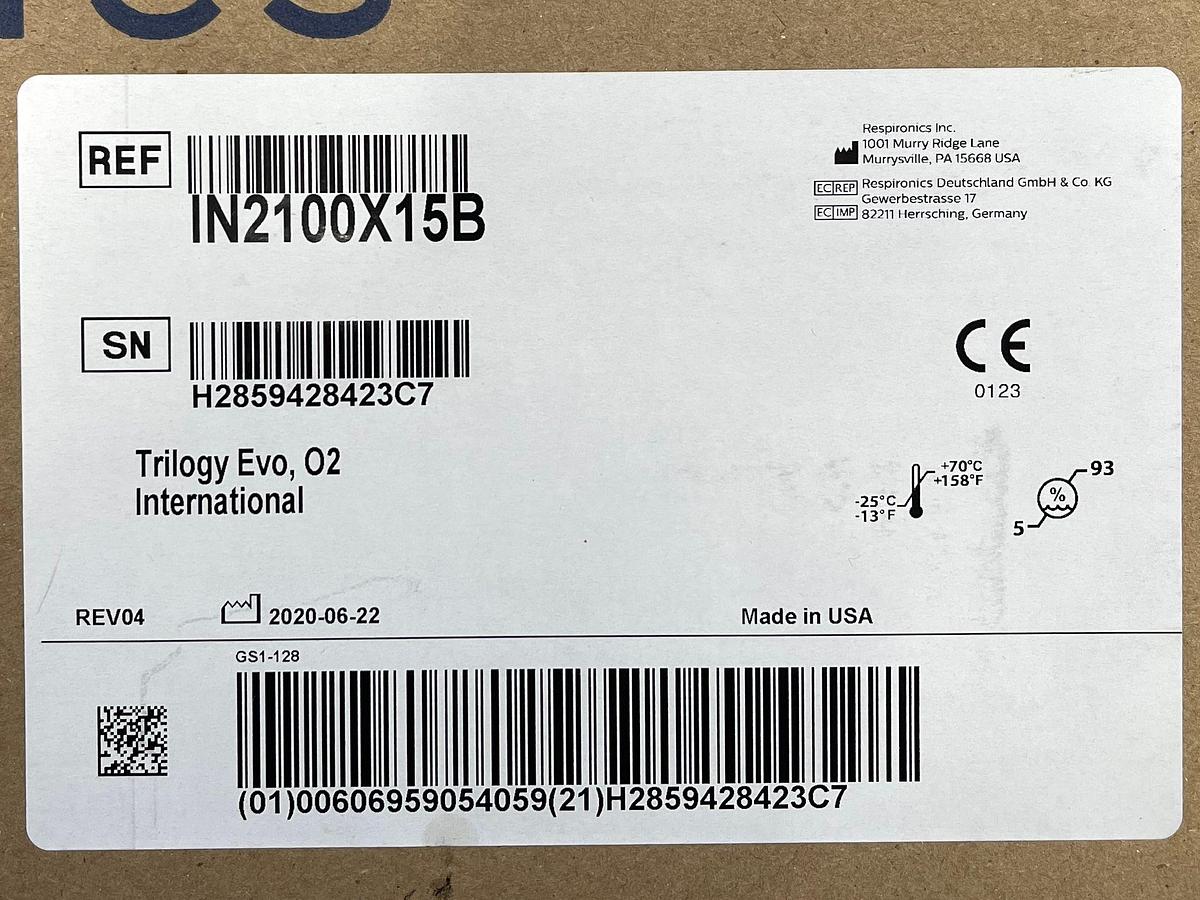 ics
REF
IN2100X15B
Respironics Inc.
1001 Murry Ridge Lane
Murrysville, PA 15668 USA
EC REP Respironics Deutschland GmbH & Co. KG
Gewerbestrasse 17
EC IMP 82211 Herrsching, Germany
SN
H2859428423C7
CE
0123
Trilogy Evo, O2
International
+70°C
+158°F
-25°C
-13°F
%
93
5
REV04
2020-06-22
Made in USA
GS1-128
(01)00606959054059(21)H2859428423C7